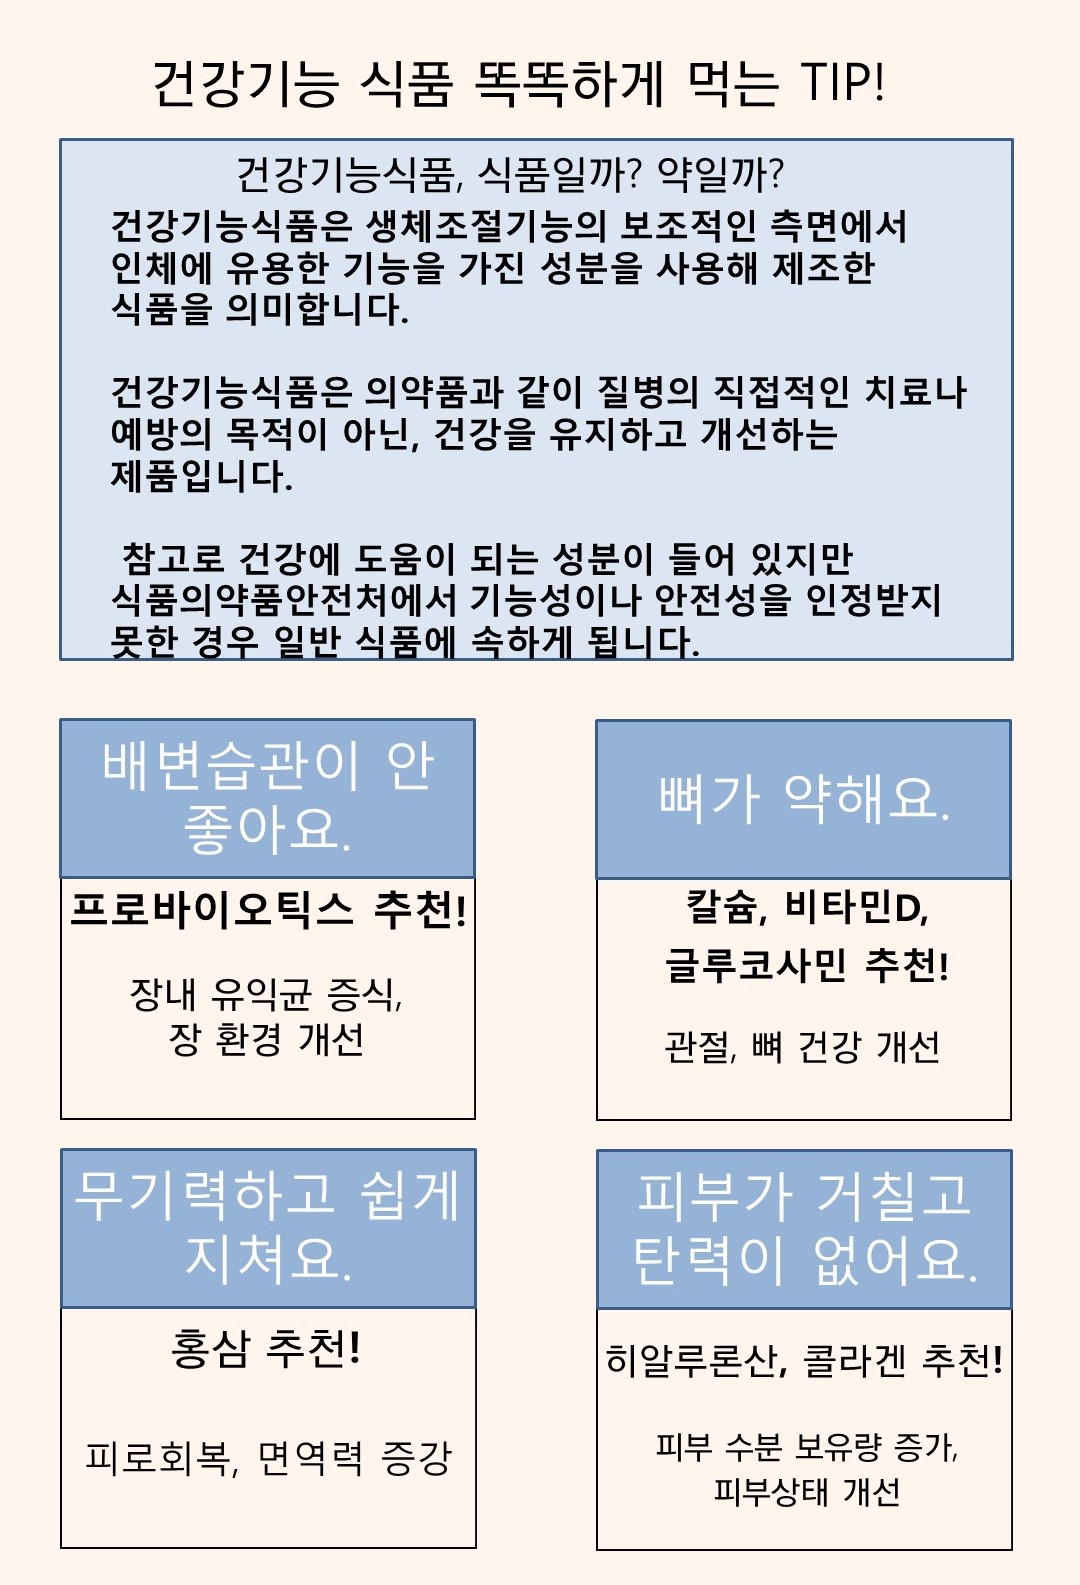 건강기능 식품 똑똑하게 먹는 TIP!
건강기능식품, 식품일까? 약일까?
건강기능식품은 생체조절기능의 보조적인 측면에서
인체에 유용한 기능을 가진 성분을 사용해 제조한
식품을 의미합니다.
건강기능식품은 의약품과 같이 질병의 직접적인 치료나
예방의 목적이 아닌, 건강을 유지하고 개선하는
제품입니다.
참고로 건강에 도움이 되는 성분이 들어 있지만
식품의약품안전처에서 기능성이나 안전성을 인정받지
못한 경우 일반 식품에 속하게 됩니다.
배변습관이 안
좋아요.
프로바이오틱스 추천!
장내 유익균 증식,
장 환경 개선
뼈가 약해요.
칼슘, 비타민D,
글루코사민 추천!
관절, 뼈 건강 개선
무기력하고 쉽게
지쳐요.
홍삼 추천!
피로회복, 면역력 증강
피부가 거칠고
탄력이 없어요.
히알루론산, 콜라겐 추천!
피부 수분 보유량 증가,
피부상태 개선